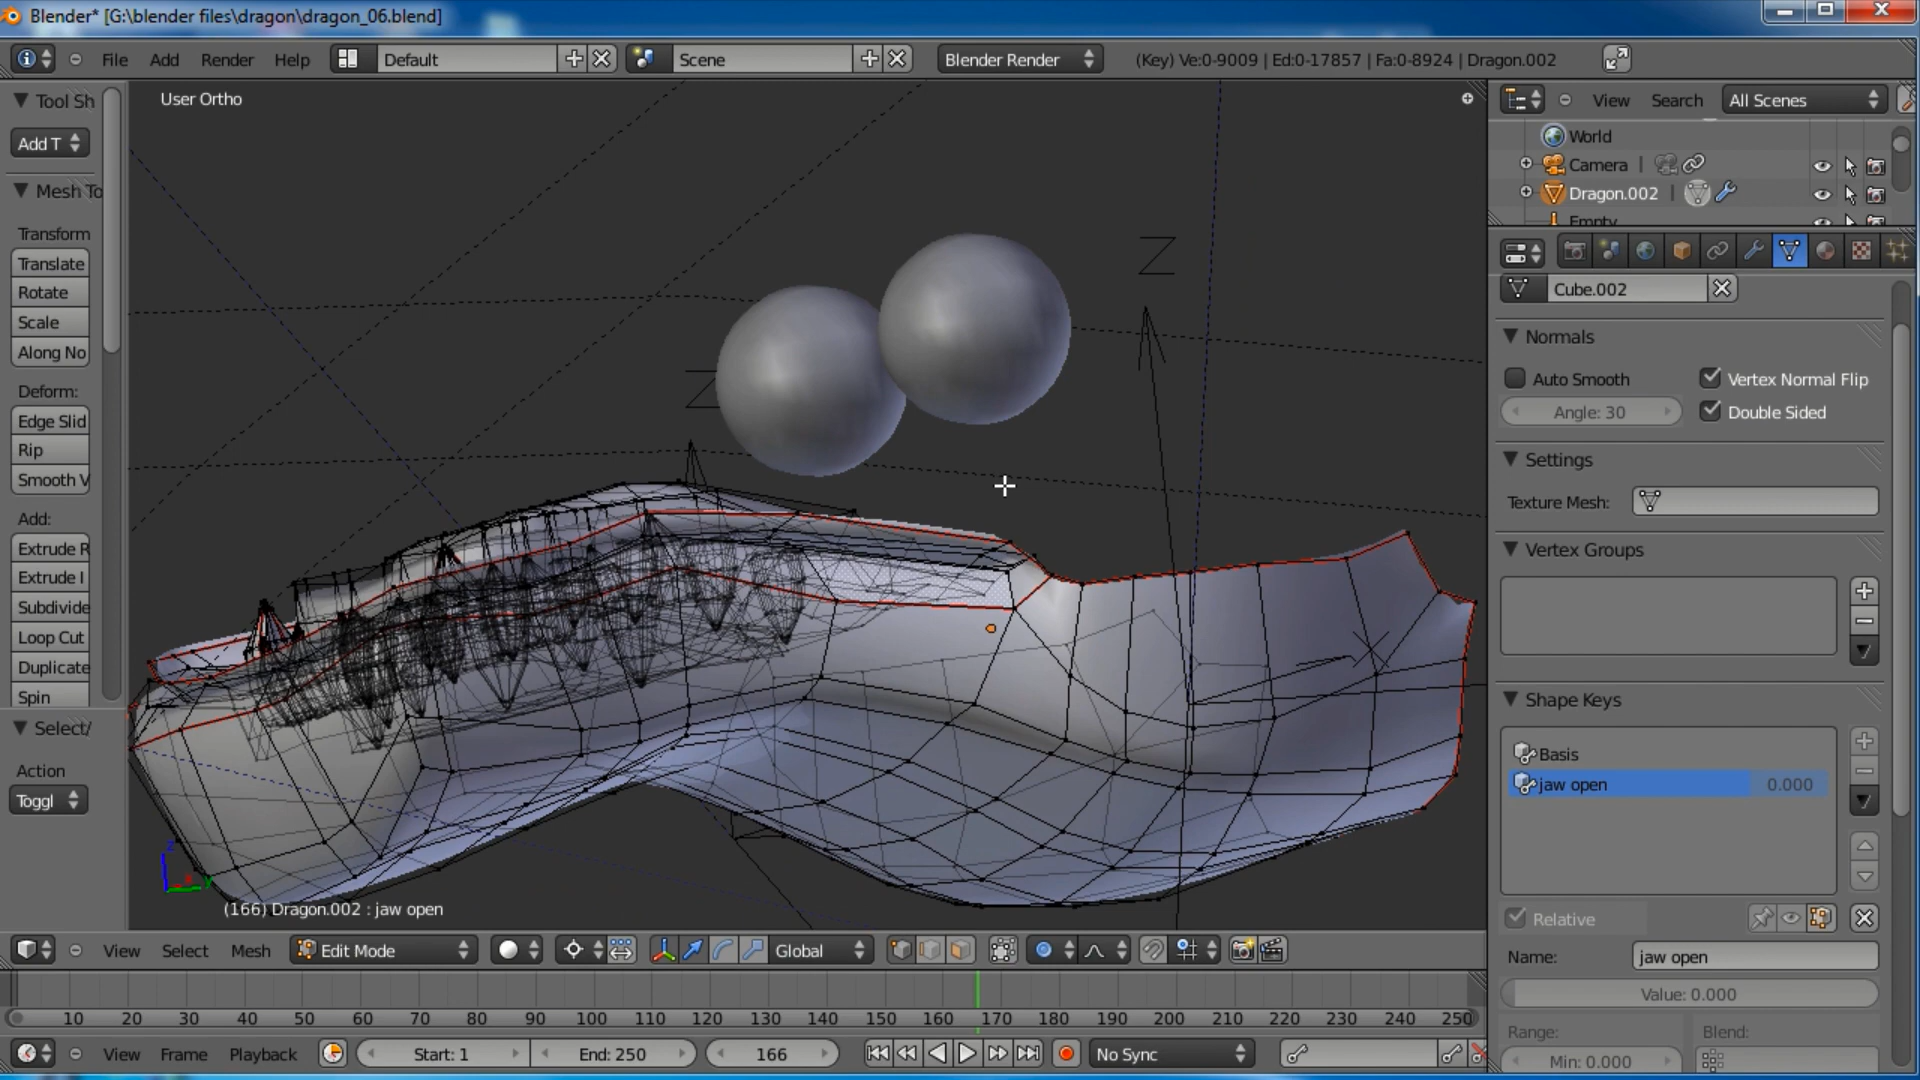 Blender* [G:\blender files\dragon\dragon_06.blend]
File Add Render Help Default Scene Blender Render (Key) Ve:0-9009 | Ed:0-17857 | Fa:0-8924 | Dragon.002
Tool Sh
Add T
Mesh To
Transform
Translate
Rotate
Scale
Along No
Deform:
Edge Slid
Rip
Smooth V
Add:
Extrude R
Extrude I
Subdivide
Loop Cut
Duplicate
Spin
Select/
Action
Toggl
User Ortho
Z
Z
z
x
y
(166) Dragon.002 : jaw open
View Select Mesh Edit Mode Global
10 20 30 40 50 60 70 80 90 100 110 120 130 140 150 160 170 180 190 200 210 220 230 240 250
View Frame Playback Start: 1 End: 250 166 No Sync
View Search All Scenes
World
Camera |
Dragon.002 |
Empty
Cube.002
Normals
Auto Smooth Vertex Normal Flip
Angle: 30 Double Sided
Settings
Texture Mesh:
Vertex Groups
Shape Keys
Basis
jaw open 0.000
Relative
Name: jaw open
Value: 0.000
Range: Blend:
Min: 0.000